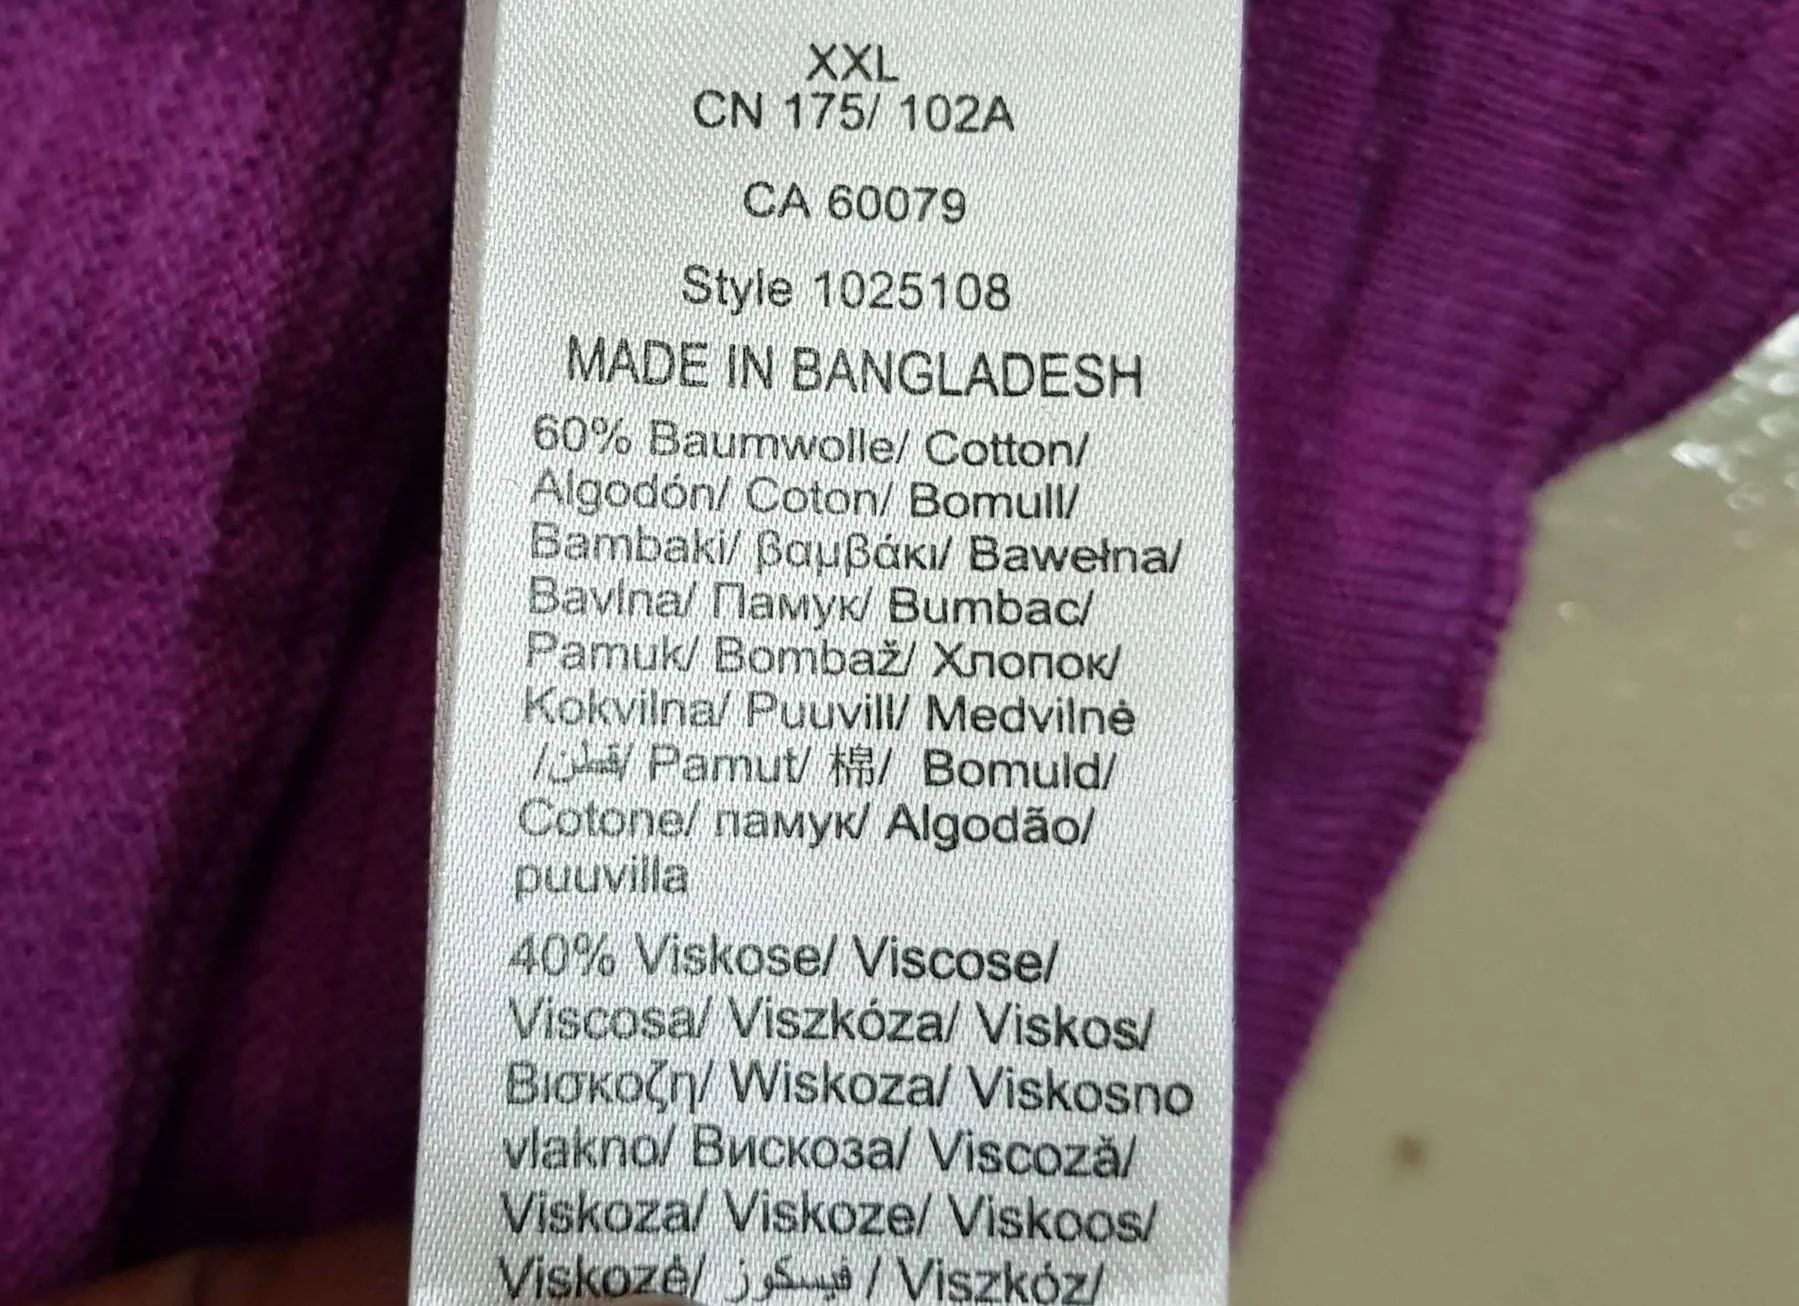 XXL
CN 175/ 102A
CA 60079
Style 1025108
MADE IN BANGLADESH
60% Baumwolle/ Cotton/
Algodón/ Coton/ Bomull/
Bambaki/ βαμβάκι/ Bawełna/
Bavlna/ Памук/ Bumbac/
Pamuk/ Bombaž/ Хлопок/
Kokvilna/ Puuvill/ Medvilnė
/قطن/ Pamut/ 棉/ Bomuld/
Cotone/ памук/ Algodão/
puuvilla
40% Viskose/ Viscose/
Viscosa/ Viszkóza/ Viskos/
Βισκοζη/ Wiskoza/ Viskosno
vlakno/ Вискоза/ Viscoză/
Viskoza/ Viskoze/ Viskoos/
Viskozė/ فيسكوز / Viszkóz/